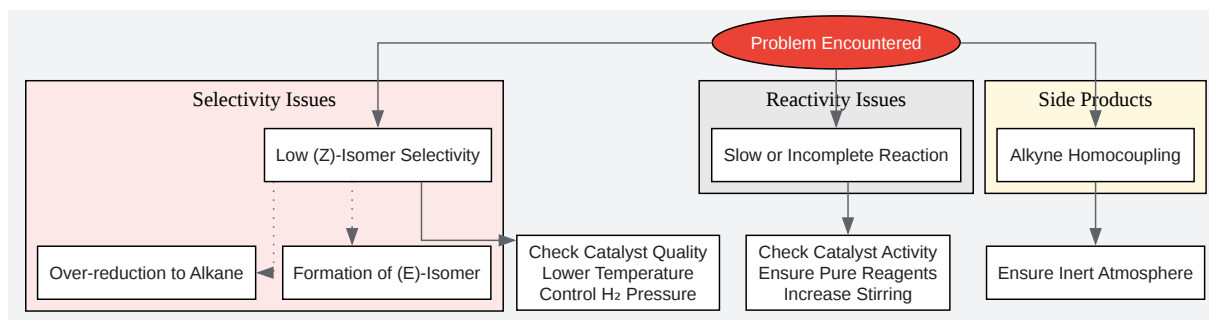 Problem Encountered
Selectivity Issues
Low (Z)-Isomer Selectivity
Over-reduction to Alkane
Formation of (E)-Isomer
Check Catalyst Quality
Lower Temperature
Control H₂ Pressure
Reactivity Issues
Slow or Incomplete Reaction
Check Catalyst Activity
Ensure Pure Reagents
Increase Stirring
Side Products
Alkyne Homocoupling
Ensure Inert Atmosphere